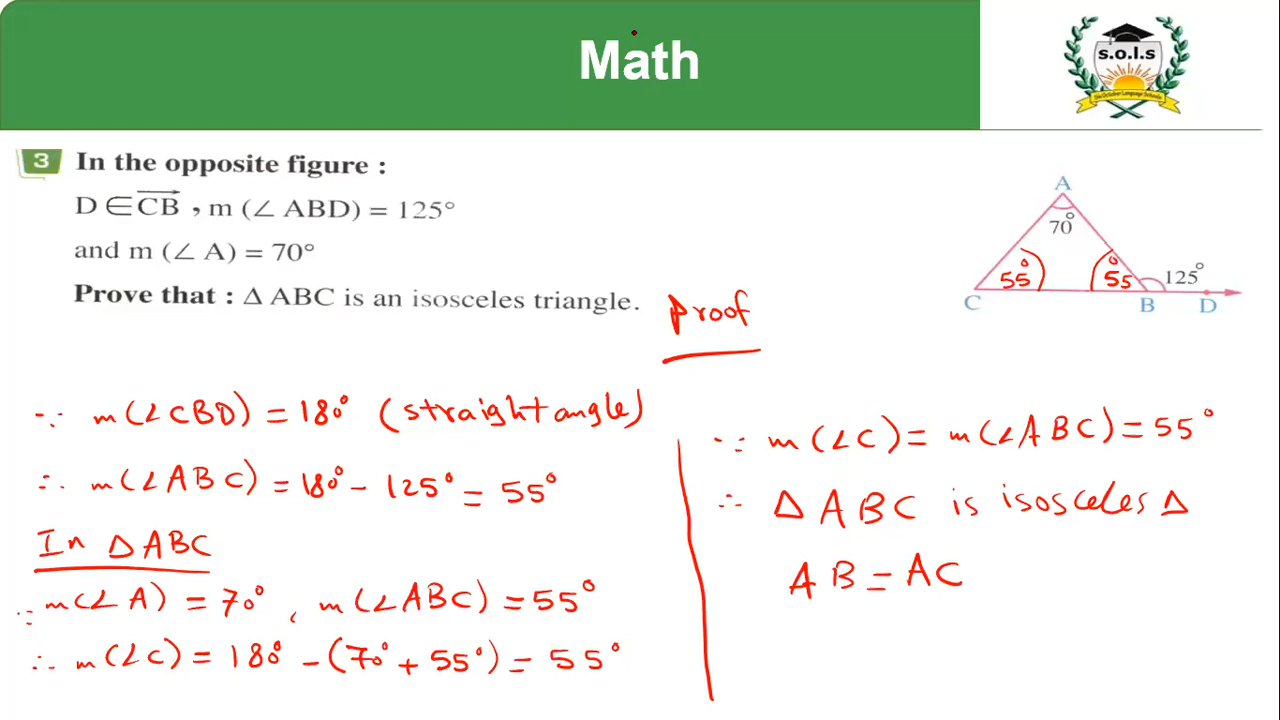 Math
s.o.l.s
3 In the opposite figure :
D ∈ CB , m (∠ ABD) = 125°
and m (∠ A) = 70°
Prove that : Δ ABC is an isosceles triangle.
A
70°
55°
55°
125°
C
B
D
Proof
∵ m(∠CBD) = 180° (straight angle)
∴ m(∠ABC) = 180° - 125° = 55°
In ΔABC
∵ m(∠A) = 70° , m(∠ABC) = 55°
∴ m(∠C) = 180° - (70° + 55°) = 55°
∵ m(∠C) = m(∠ABC) = 55°
∴ Δ ABC is isosceles Δ
AB = AC